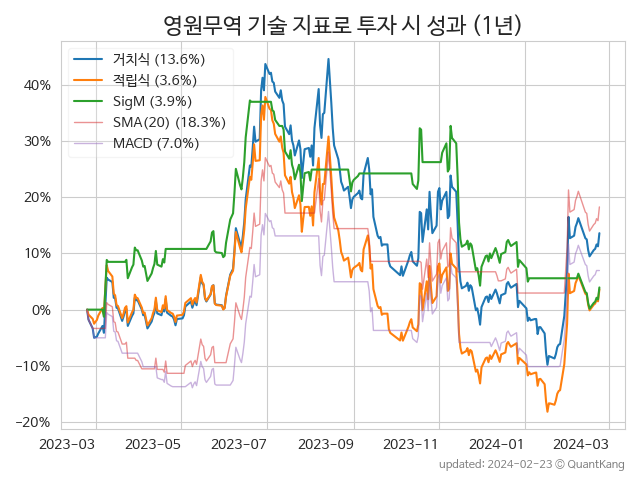 영원무역 기술 지표로 투자 시 성과 (1년)
거치식 (13.6%)
적립식 (3.6%)
SigM (3.9%)
SMA(20) (18.3%)
MACD (7.0%)
40%
30%
20%
10%
0%
−10%
−20%
2023-03 2023-05 2023-07 2023-09 2023-11 2024-01 2024-03
updated: 2024-02-23 © QuantKang